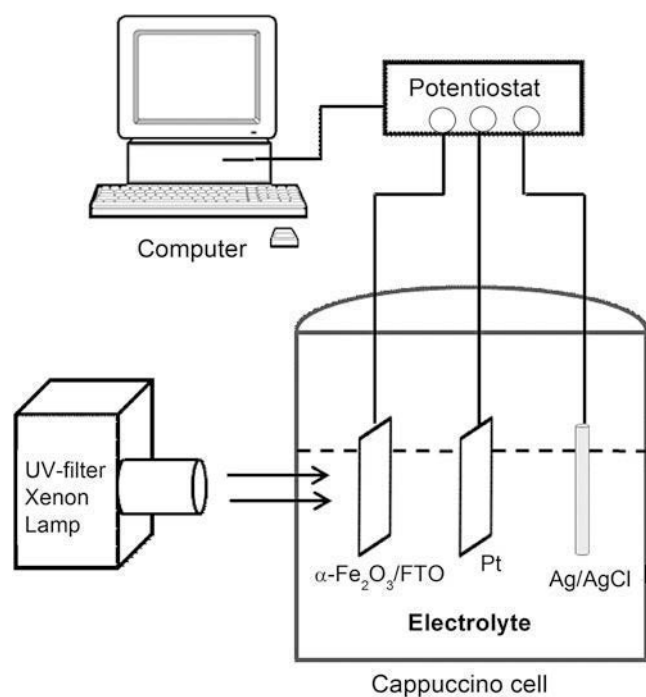 Potentiostat
Computer
UV-filter
Xenon
Lamp
α-Fe₂O₃/FTO
Pt
Ag/AgCl
Electrolyte
Cappuccino cell